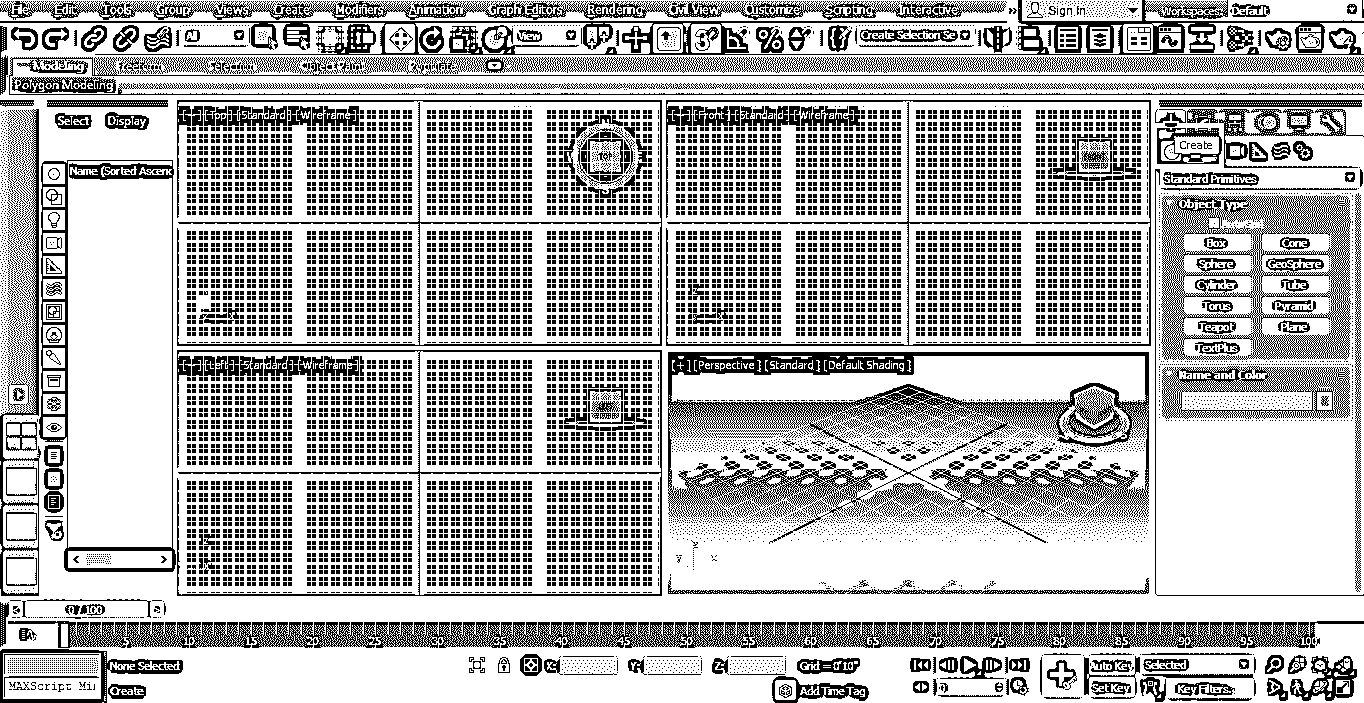 File Edit Tools Group Views Create Modifiers Animation Graph Editors Rendering Civil View Customize Scripting Interactive » Sign In Workspaces: Default
All View Create Selection Se
Modeling Freeform Selection Object Paint Populate
Polygon Modeling
Select Display
Name (Sorted Ascend
[+] [Top] [Standard] [Wireframe]
TOP
[+] [Front] [Standard] [Wireframe]
[+] [Left] [Standard] [Wireframe]
[+] [Perspective] [Standard] [Default Shading]
z
y x
Create
Standard Primitives
Object Type
Box Cone
Sphere GeoSphere
Cylinder Tube
Torus Pyramid
Teapot Plane
TextPlus
Name and Color
< >
< 0 / 100 >
5 10 15 20 25 30 35 40 45 50 55 60 65 70 75 80 85 90 95 100
None Selected X: Y: Z: Grid = 0'10" Auto Key Selected
MAXScript Mi Create Add Time Tag 0 Set Key Key Filters...